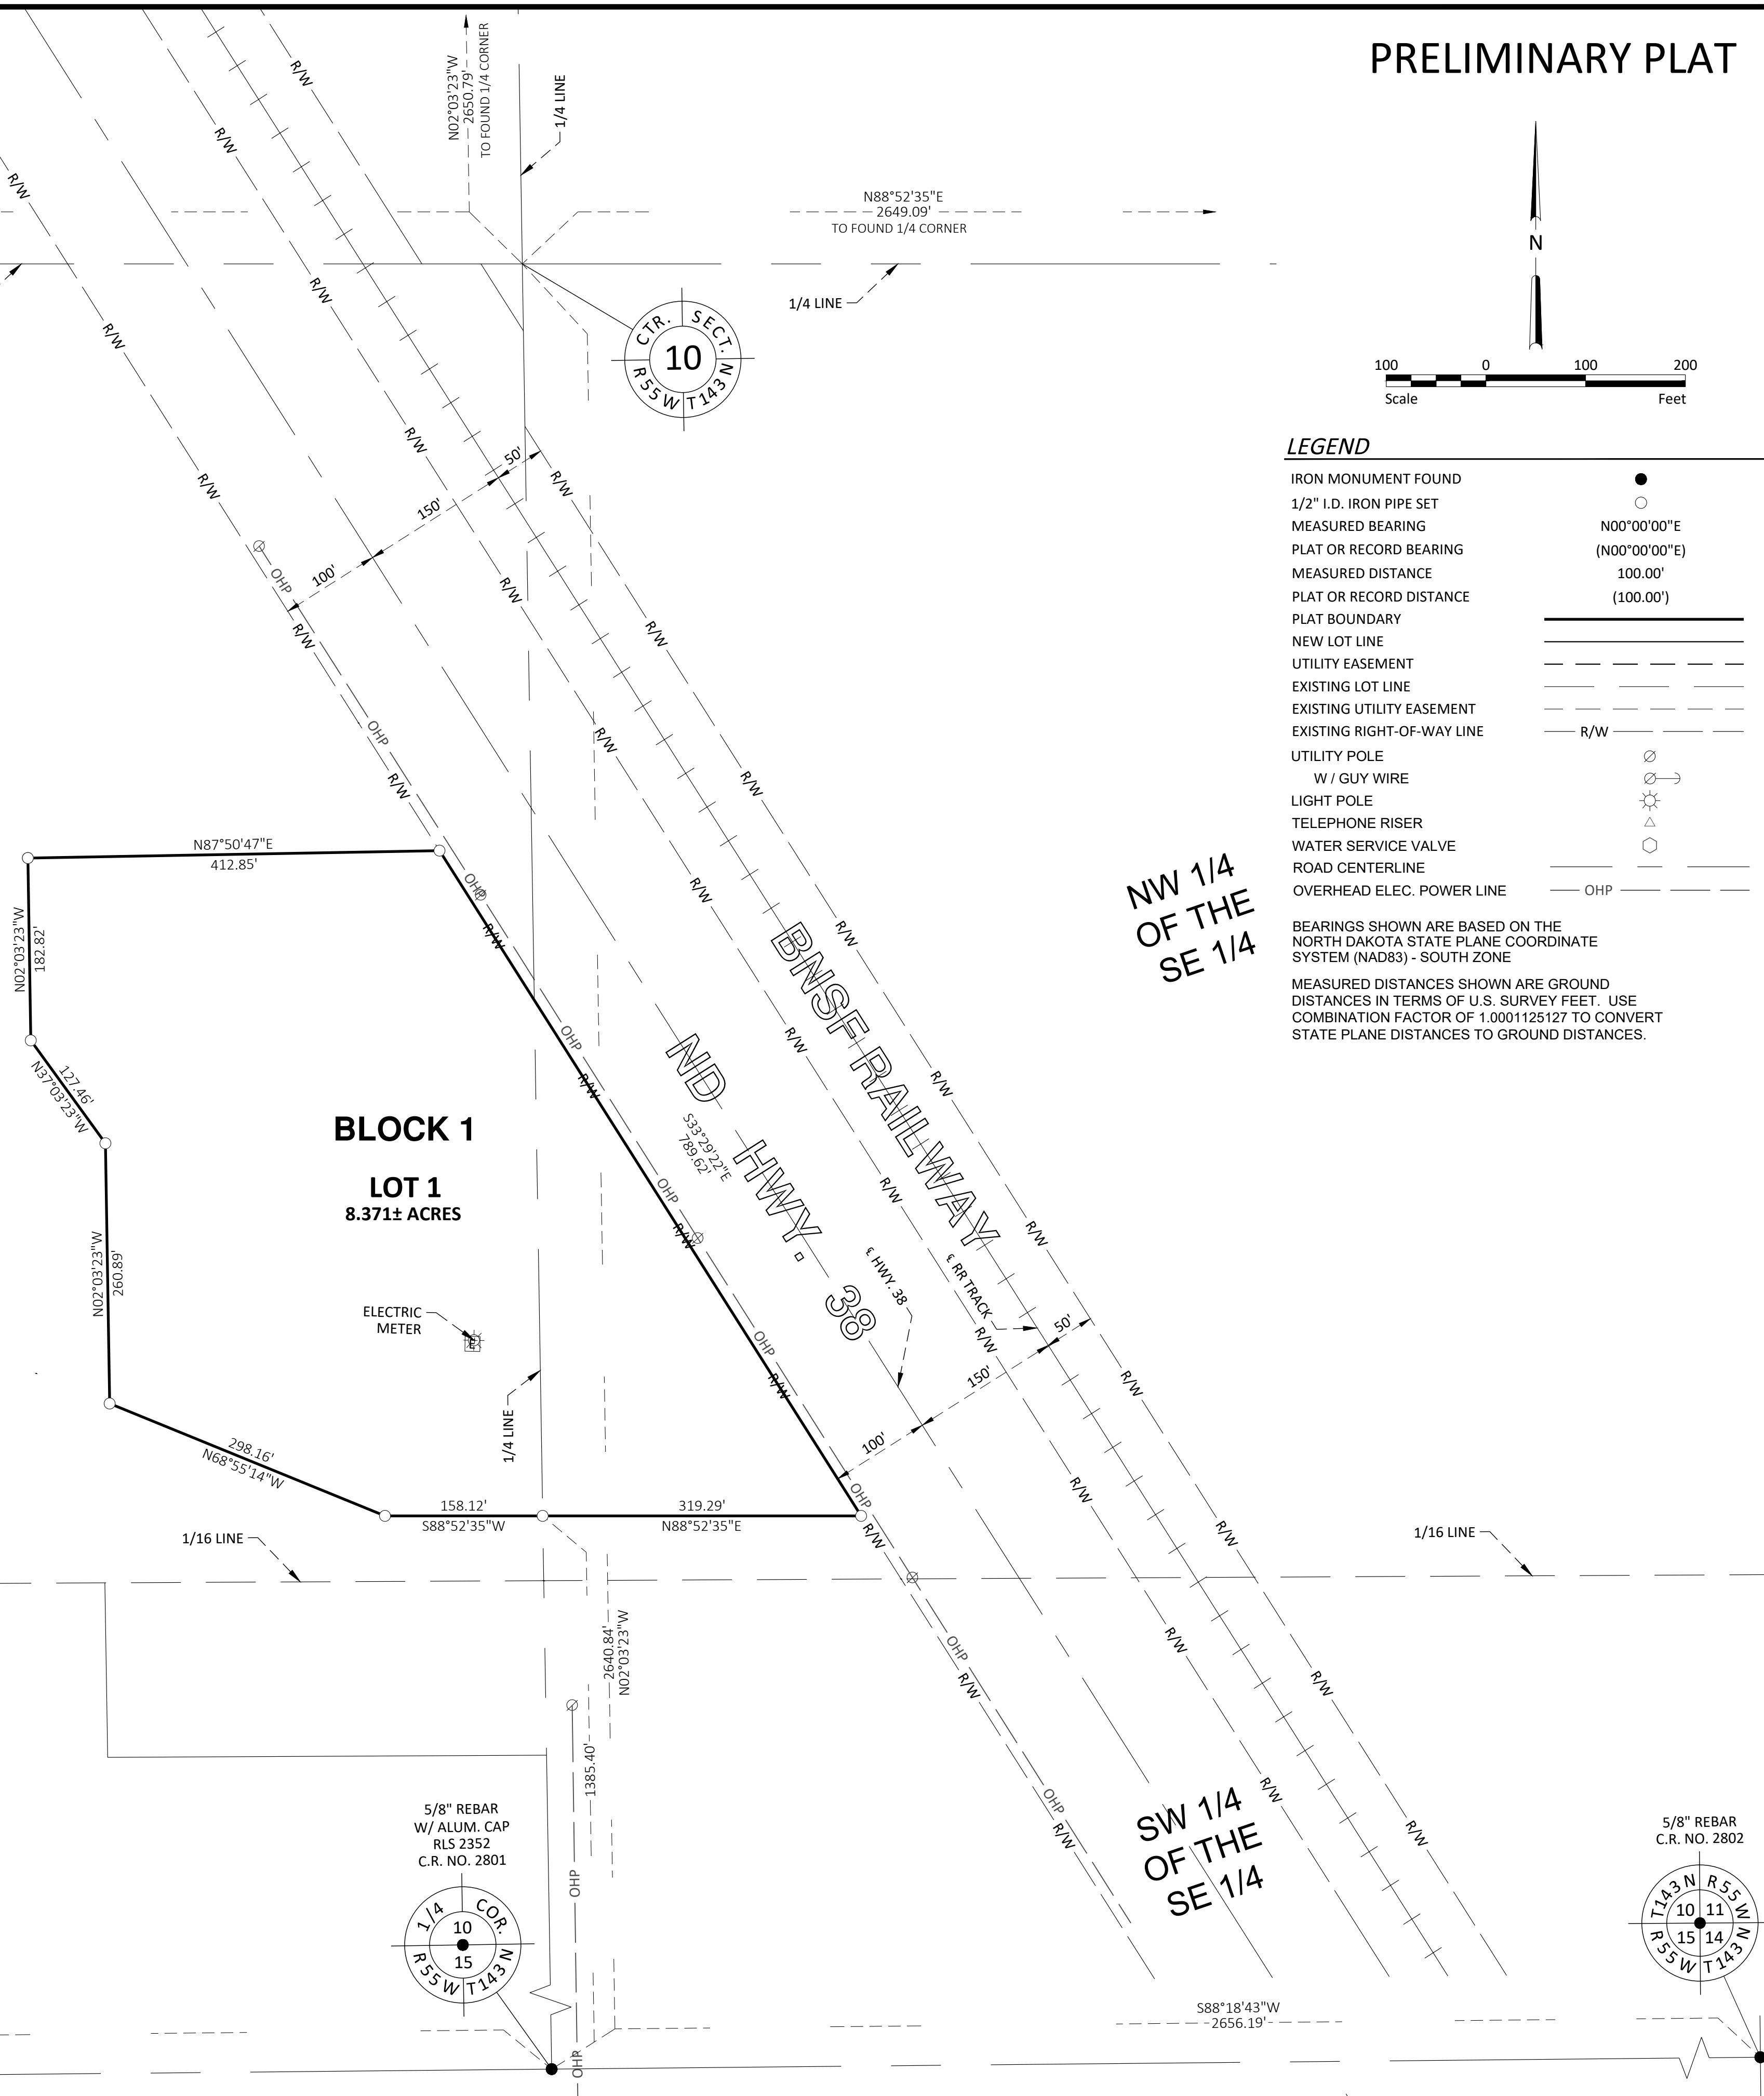 PRELIMINARY PLAT
N
100 0 100 200
Scale Feet
LEGEND
IRON MONUMENT FOUND
1/2" I.D. IRON PIPE SET
MEASURED BEARING N00°00'00"E
PLAT OR RECORD BEARING (N00°00'00"E)
MEASURED DISTANCE 100.00'
PLAT OR RECORD DISTANCE (100.00')
PLAT BOUNDARY
NEW LOT LINE
UTILITY EASEMENT
EXISTING LOT LINE
EXISTING UTILITY EASEMENT
EXISTING RIGHT-OF-WAY LINE R/W
UTILITY POLE
W / GUY WIRE
LIGHT POLE
TELEPHONE RISER
WATER SERVICE VALVE
ROAD CENTERLINE
OVERHEAD ELEC. POWER LINE OHP
BEARINGS SHOWN ARE BASED ON THE
NORTH DAKOTA STATE PLANE COORDINATE
SYSTEM (NAD83) - SOUTH ZONE
MEASURED DISTANCES SHOWN ARE GROUND
DISTANCES IN TERMS OF U.S. SURVEY FEET. USE
COMBINATION FACTOR OF 1.0001125127 TO CONVERT
STATE PLANE DISTANCES TO GROUND DISTANCES.
N02°03'23"W
2650.79'
TO FOUND 1/4 CORNER
1/4 LINE
N88°52'35"E
2649.09'
TO FOUND 1/4 CORNER
1/4 LINE
CTR. SECT.
10
R55W T143N
R/W
R/W
R/W
R/W
R/W
R/W
R/W
R/W
50'
150'
100'
R/W
OHP
R/W
R/W
R/W
OHP
R/W
R/W
R/W
N87°50'47"E
412.85'
OHP
R/W
R/W
R/W
NW 1/4
OF THE
SE 1/4
N02°03'23"W
182.82'
127.46'
N37°03'23"W
BNSF RAILWAY
ND HWY. 38
S33°29'22"E
789.62'
OHP
R/W
R/W
R/W
BLOCK 1
LOT 1
8.371± ACRES
OHP
R/W
R/W
R/W
N02°03'23"W
260.89'
ELECTRIC
METER
E
℄ HWY. 38
℄ RR TRACK
50'
150'
100'
OHP
R/W
R/W
R/W
1/4 LINE
298.16'
N68°55'14"W
158.12'
S88°52'35"W
319.29'
N88°52'35"E
OHP
R/W
R/W
R/W
1/16 LINE
1/16 LINE
2640.84'
N02°03'23"W
1385.40'
OHP
R/W
R/W
R/W
OHP
R/W
R/W
R/W
SW 1/4
OF THE
SE 1/4
5/8" REBAR
W/ ALUM. CAP
RLS 2352
C.R. NO. 2801
1/4 COR.
10
15
R55W T143N
OHP
OHP
5/8" REBAR
C.R. NO. 2802
T143N R55W
10 11
15 14
R55W T143N
S88°18'43"W
2656.19'